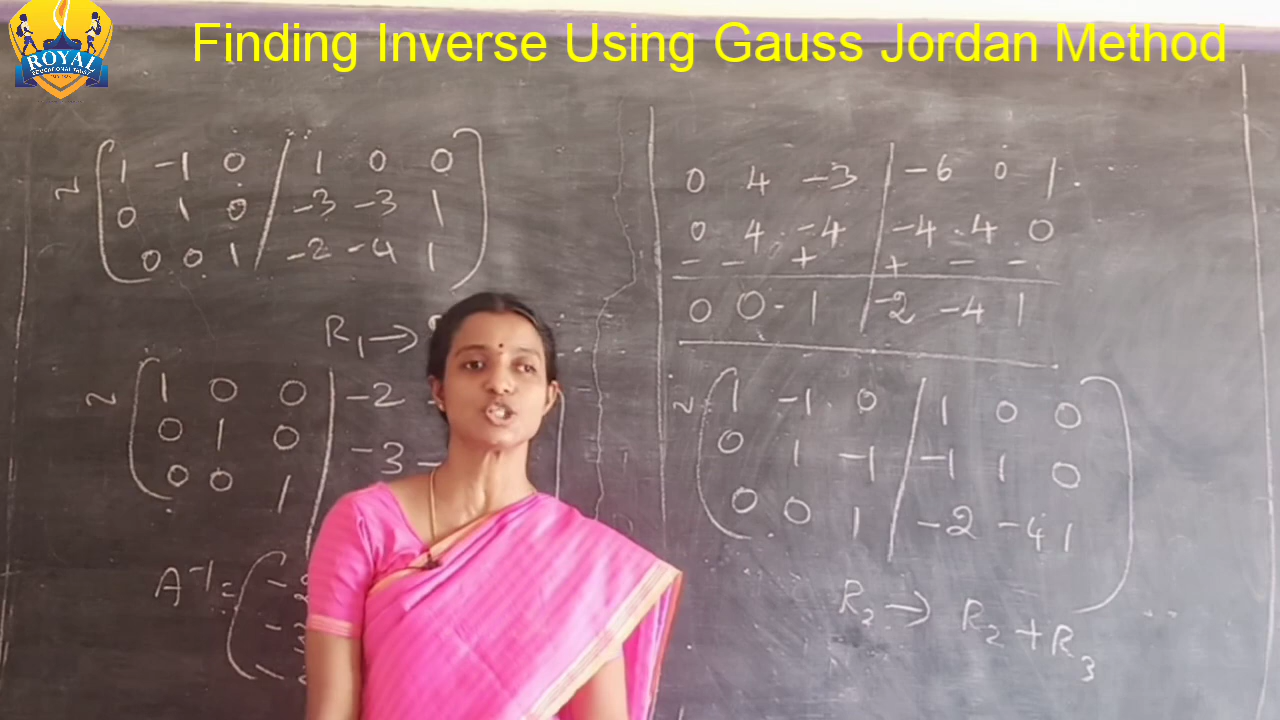 Finding Inverse Using Gauss Jordan Method
ROYAL
EDUCATIONAL TRUST
~ ( 1 -1 0 / 1 0 0
0 1 0 / -3 -3 1
0 0 1 / -2 -4 1 )
R1 →
~ ( 1 0 0 | -2
0 1 0 | -3 -
0 0 1 |
A-1 = (
0 4 -3 | -6 0 1
0 4 -4 | -4 4 0
- - + + - -
0 0 1 | -2 -4 1
~ ( 1 -1 0 / 1 0 0
0 1 -1 / -1 1 0
0 0 1 / -2 -4 1 )
R2 → R2 + R3